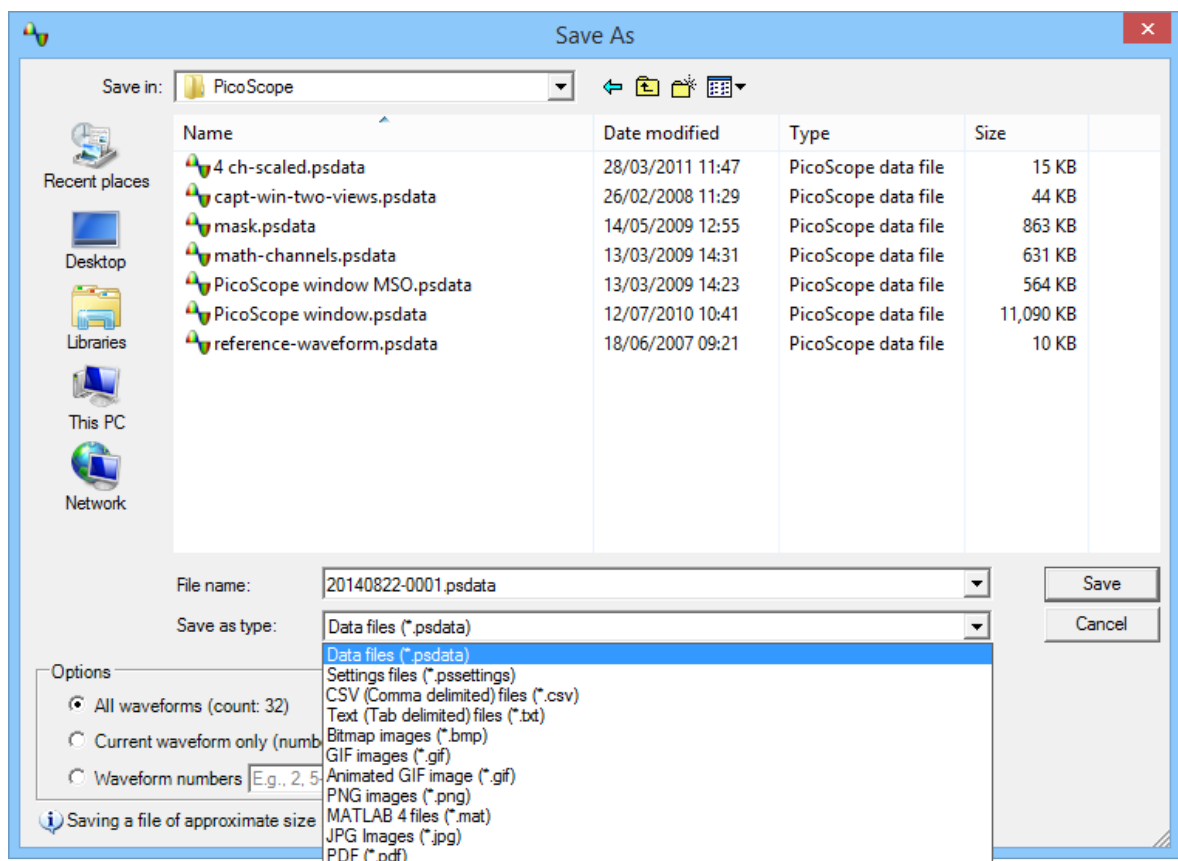 Save As
Save in: PicoScope
Name Date modified Type Size
4 ch-scaled.psdata 28/03/2011 11:47 PicoScope data file 15 KB
capt-win-two-views.psdata 26/02/2008 11:29 PicoScope data file 44 KB
mask.psdata 14/05/2009 12:55 PicoScope data file 863 KB
math-channels.psdata 13/03/2009 14:31 PicoScope data file 631 KB
PicoScope window MSO.psdata 13/03/2009 14:23 PicoScope data file 564 KB
PicoScope window.psdata 12/07/2010 10:41 PicoScope data file 11,090 KB
reference-waveform.psdata 18/06/2007 09:21 PicoScope data file 10 KB
Recent places
Desktop
Libraries
This PC
Network
File name: 20140822-0001.psdata Save
Save as type: Data files (*.psdata) Cancel
Data files (*.psdata)
Settings files (*.pssettings)
CSV (Comma delimited) files (*.csv)
Text (Tab delimited) files (*.txt)
Bitmap images (*.bmp)
GIF images (*.gif)
Animated GIF image (*.gif)
PNG images (*.png)
MATLAB 4 files (*.mat)
JPG Images (*.jpg)
PDF (*.pdf)
Options
All waveforms (count: 32)
Current waveform only
Waveform numbers E.g., 2,
Saving a file of approximate size